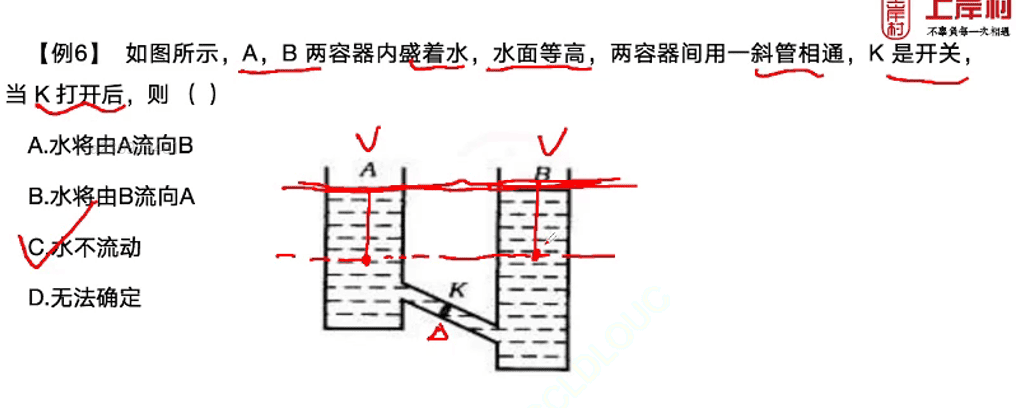 上岸村
上岸村
不辜负每一次相遇
【例6】 如图所示，A，B 两容器内盛着水，水面等高，两容器间用一斜管相通，K 是开关，
当 K 打开后，则 （ ）
A.水将由A流向B
B.水将由B流向A
C.水不流动
D.无法确定
A
B
K